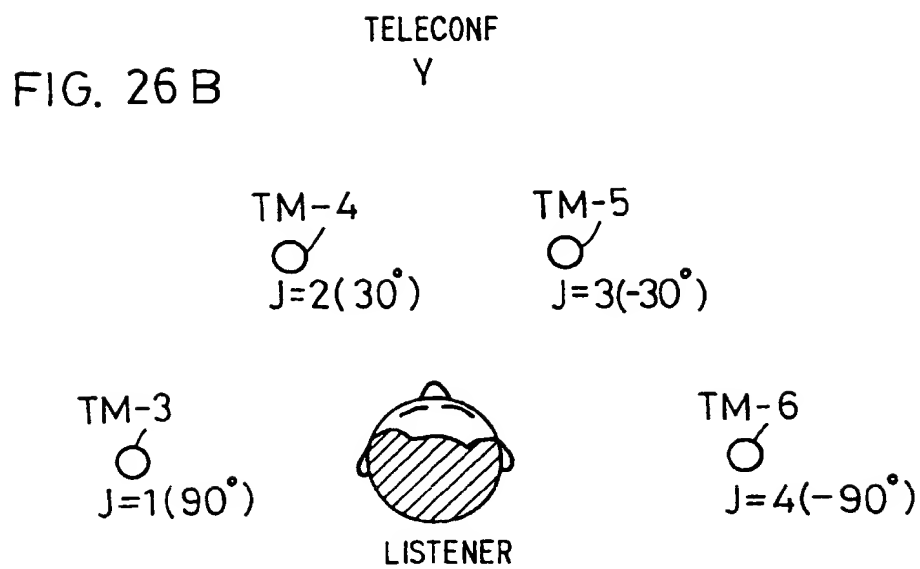 TELECONF
Y
FIG. 26B
TM-4
J=2(30°)
TM-5
J=3(-30°)
TM-3
J=1(90°)
TM-6
J=4(-90°)
LISTENER